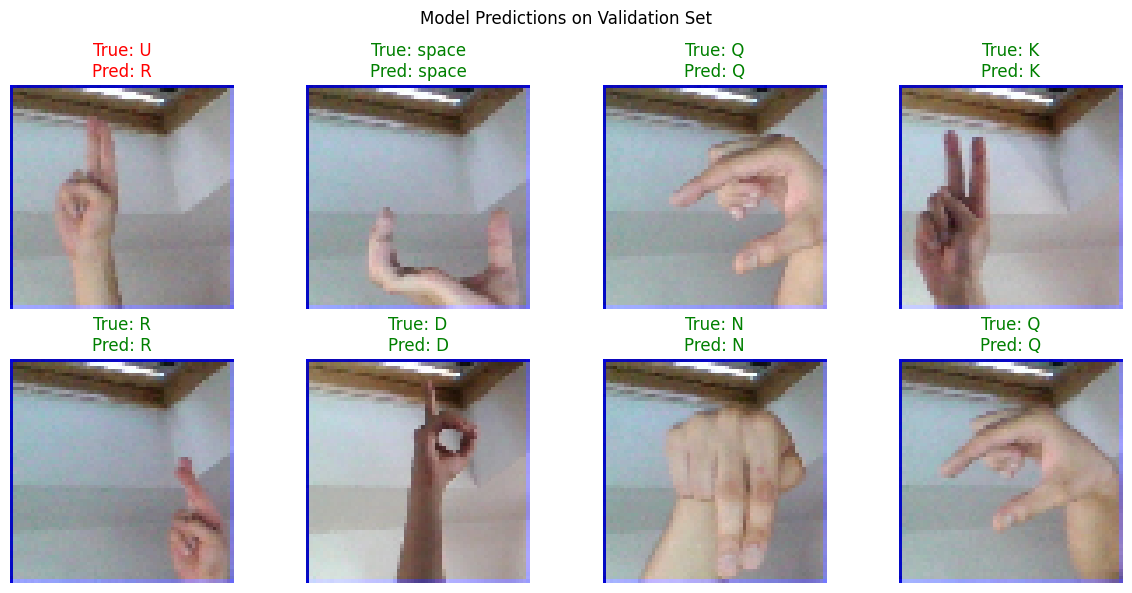 Model Predictions on Validation Set
True: U
Pred: R
True: space
Pred: space
True: Q
Pred: Q
True: K
Pred: K
True: R
Pred: R
True: D
Pred: D
True: N
Pred: N
True: Q
Pred: Q